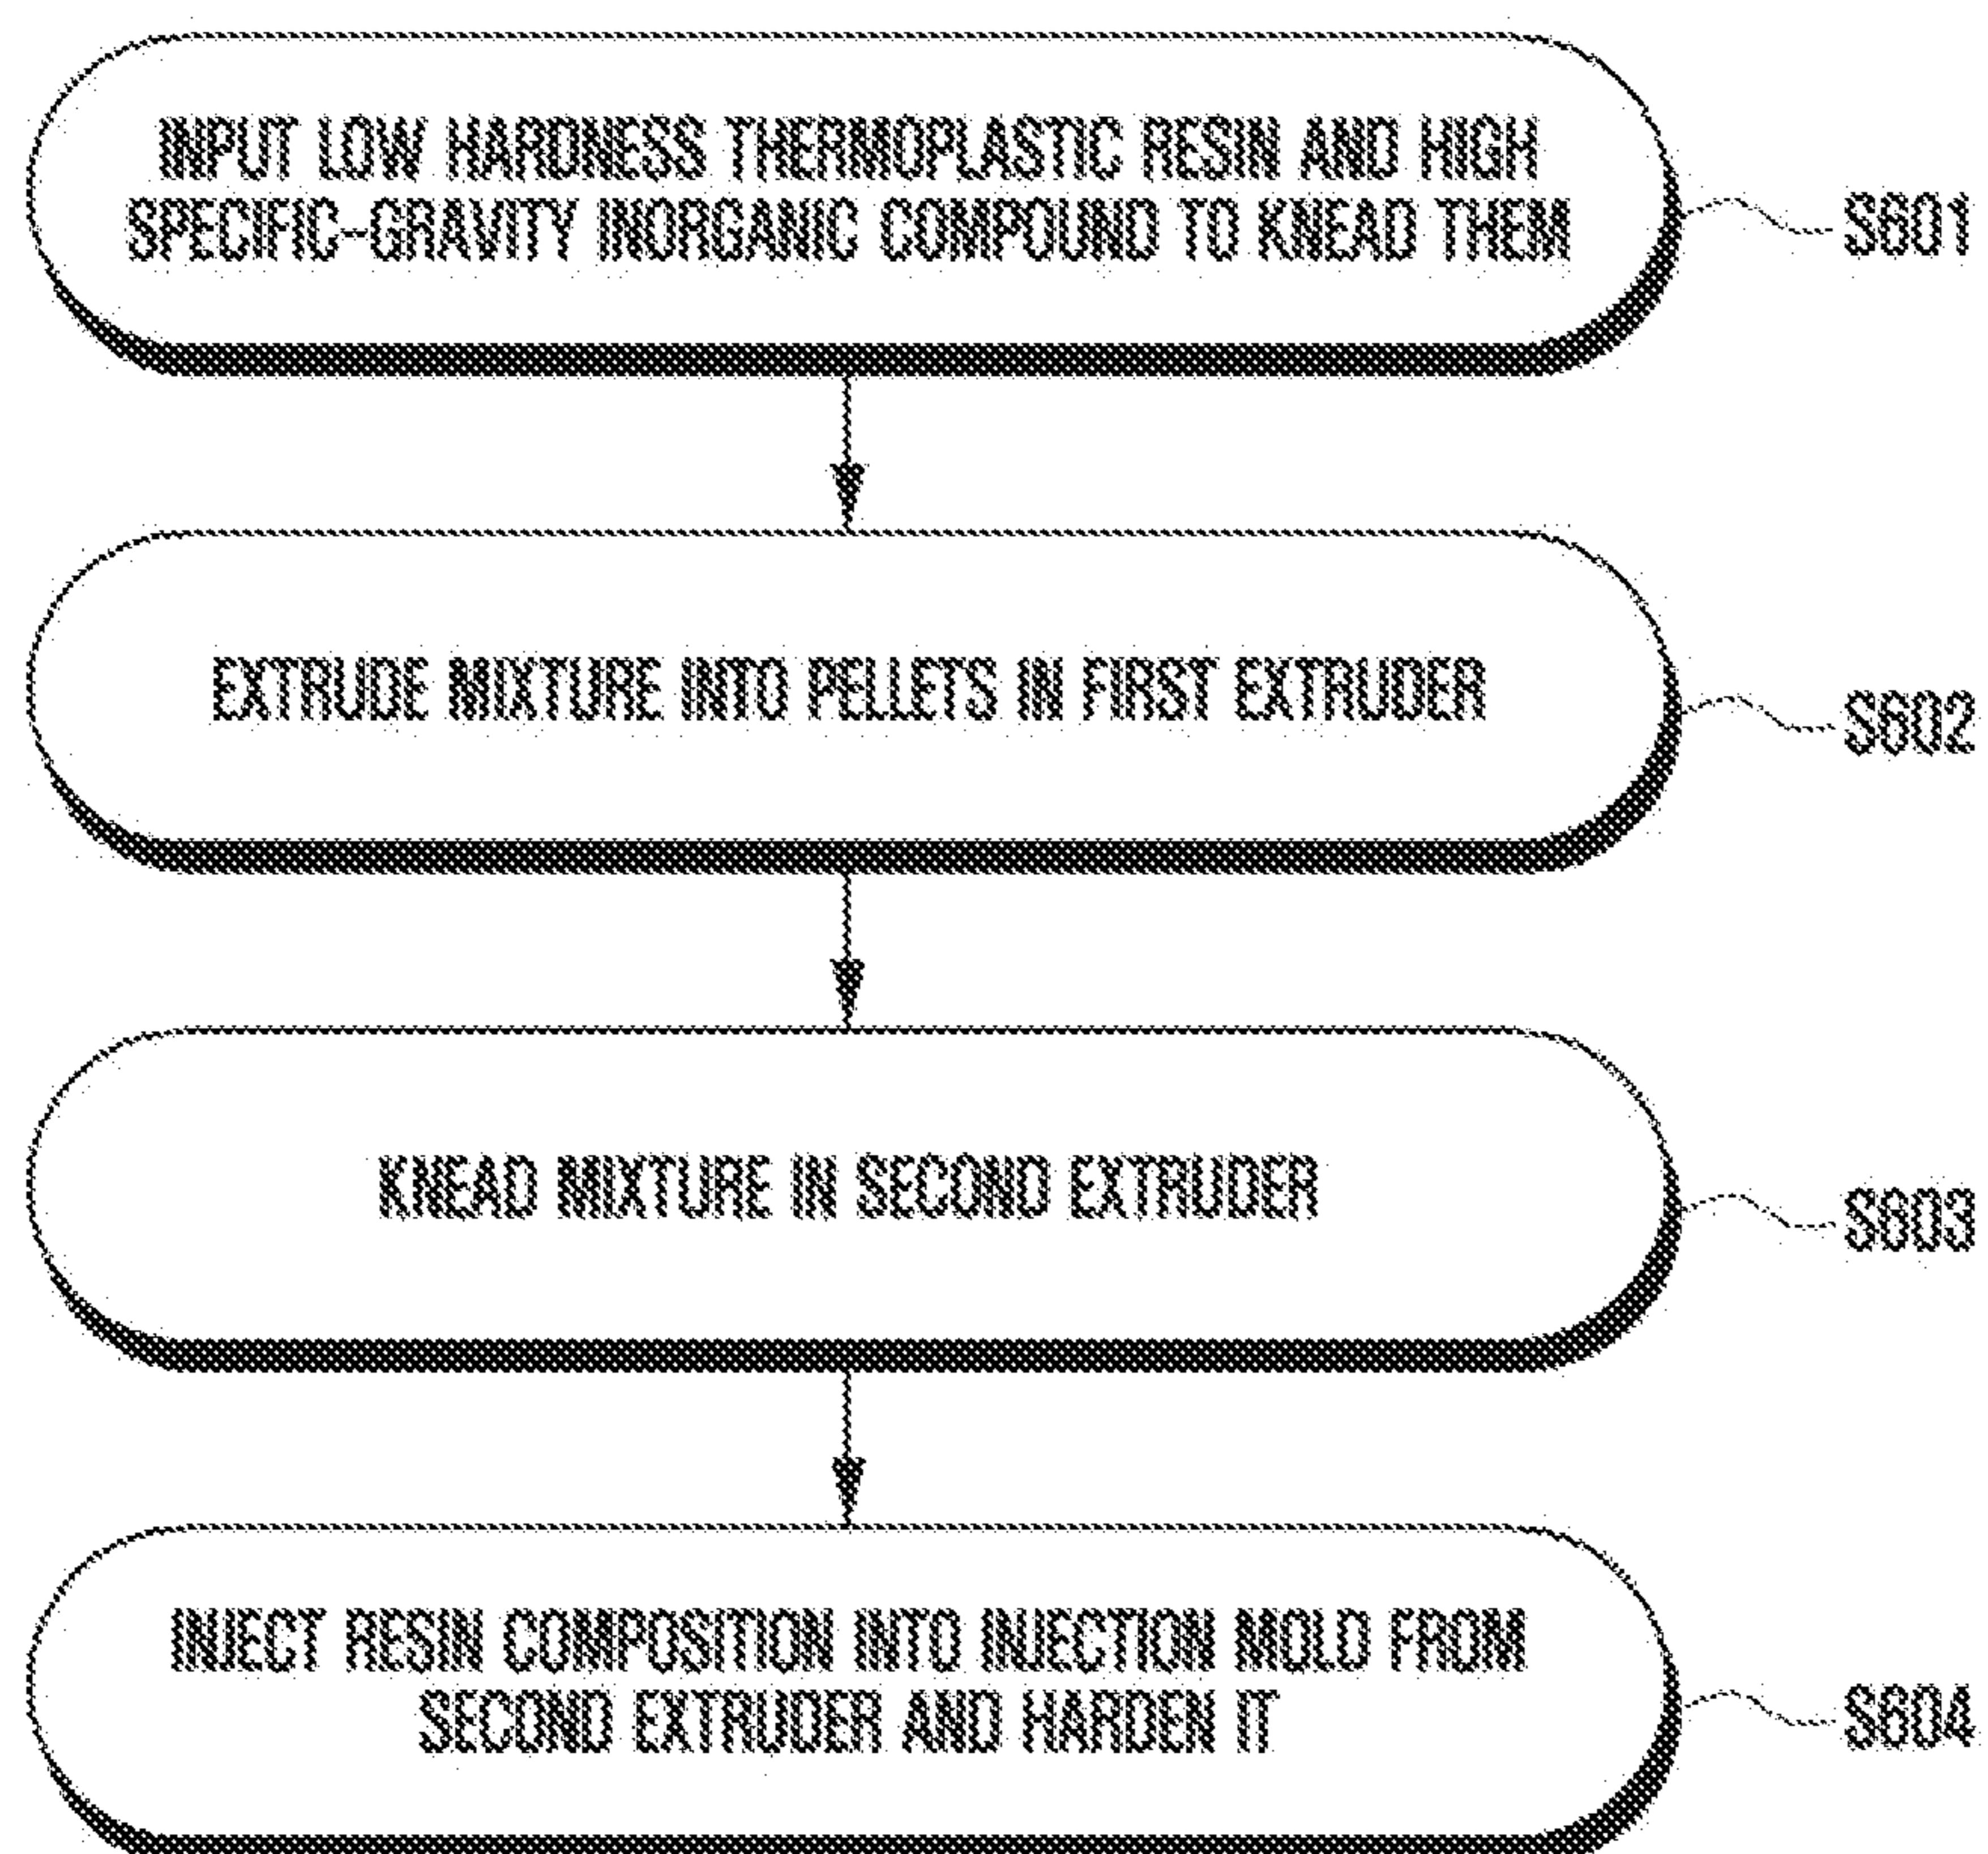 INPUT LOW HARDNESS THERMOPLASTIC RESIN AND HIGH
SPECIFIC-GRAVITY INORGANIC COMPOUND TO KNEAD THEM
S601
EXTRUDE MIXTURE INTO PELLETS IN FIRST EXTRUDER
S602
KNEAD MIXTURE IN SECOND EXTRUDER
S603
INJECT RESIN COMPOSITION INTO INJECTION MOLD FROM
SECOND EXTRUDER AND HARDEN IT
S604